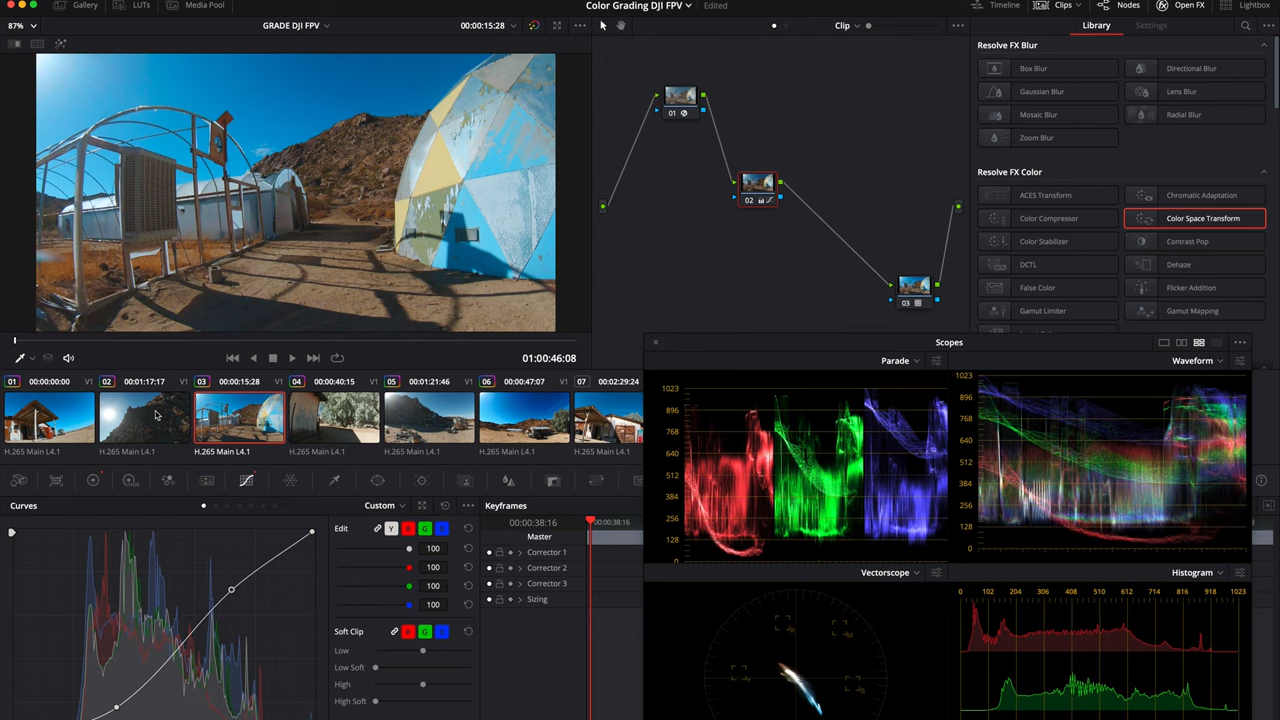 Gallery LUTs Media Pool Color Grading DJI FPV Edited Timeline Clips Nodes Open FX Lightbox
87% GRADE DJI FPV 00:00:15:28 Clip Library Settings
Resolve FX Blur
Box Blur Directional Blur
Gaussian Blur Lens Blur
Mosaic Blur Radial Blur
Zoom Blur
Resolve FX Color
ACES Transform Chromatic Adaptation
Color Compressor Color Space Transform
Color Stabilizer Contrast Pop
DCTL Dehaze
False Color Flicker Addition
Gamut Limiter Gamut Mapping
01
02
03
01:00:46:08
01 00:00:00:00 V1 02 00:01:17:17 V1 03 00:00:15:28 V1 04 00:00:40:15 V1 05 00:01:21:46 V1 06 00:00:47:07 V1 07 00:02:29:24 V1
H.265 Main L4.1 H.265 Main L4.1 H.265 Main L4.1 H.265 Main L4.1 H.265 Main L4.1 H.265 Main L4.1 H.265 Main L4.1
Curves Custom Keyframes
Edit Y R G B
100
100
100
100
Soft Clip R G B
Low
Low Soft
High
High Soft
00:00:38:16 00:00:38:16
Master
Corrector 1
Corrector 2
Corrector 3
Sizing
Scopes
Parade Waveform
1023 1023
896 896
768 768
640 640
512 512
384 384
256 256
128 128
0 0
Vectorscope Histogram
0 102 204 306 408 510 612 714 816 918 1023